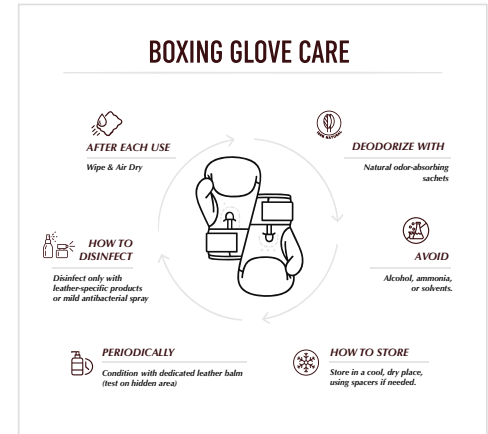 BOXING GLOVE CARE
AFTER EACH USE
Wipe & Air Dry
100% NATURAL
DEODORIZE WITH
Natural odor-absorbing
sachets
HOW TO
DISINFECT
Disinfect only with
leather-specific products
or mild antibacterial spray
AVOID
Alcohol, ammonia,
or solvents.
PERIODICALLY
Condition with dedicated leather balm
(test on hidden area)
HOW TO STORE
Store in a cool, dry place,
using spacers if needed.